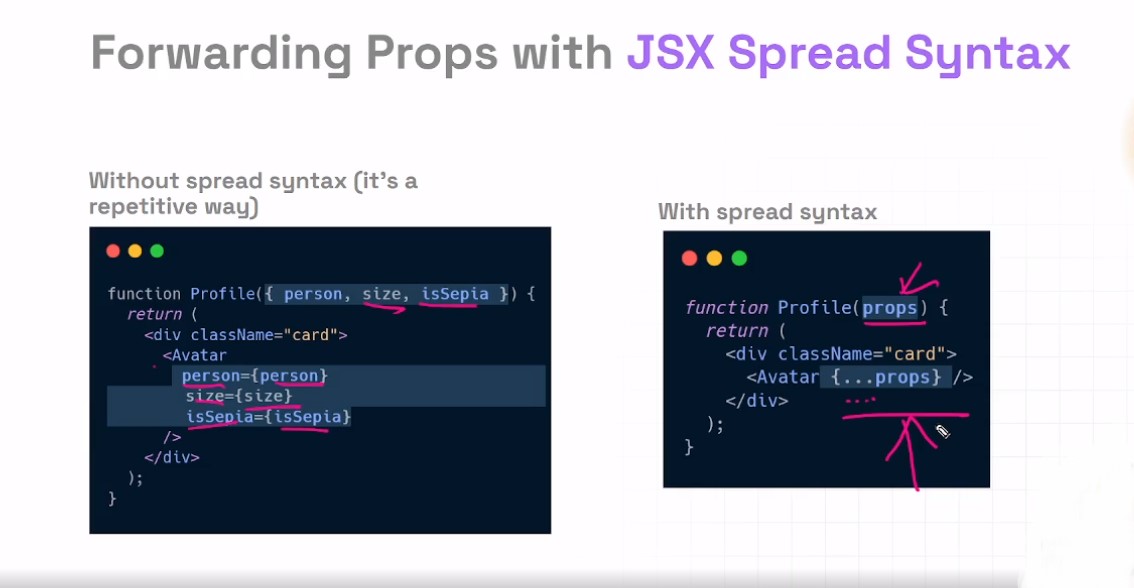 Forwarding Props with JSX Spread Syntax
Without spread syntax (it's a
repetitive way)
function Profile({ person, size, isSepia }) {
  return (
    <div className="card">
      <Avatar
        person={person}
        size={size}
        isSepia={isSepia}
      />
    </div>
  );
}
With spread syntax
function Profile(props) {
  return (
    <div className="card">
      <Avatar {...props} />
    </div>
  );
}